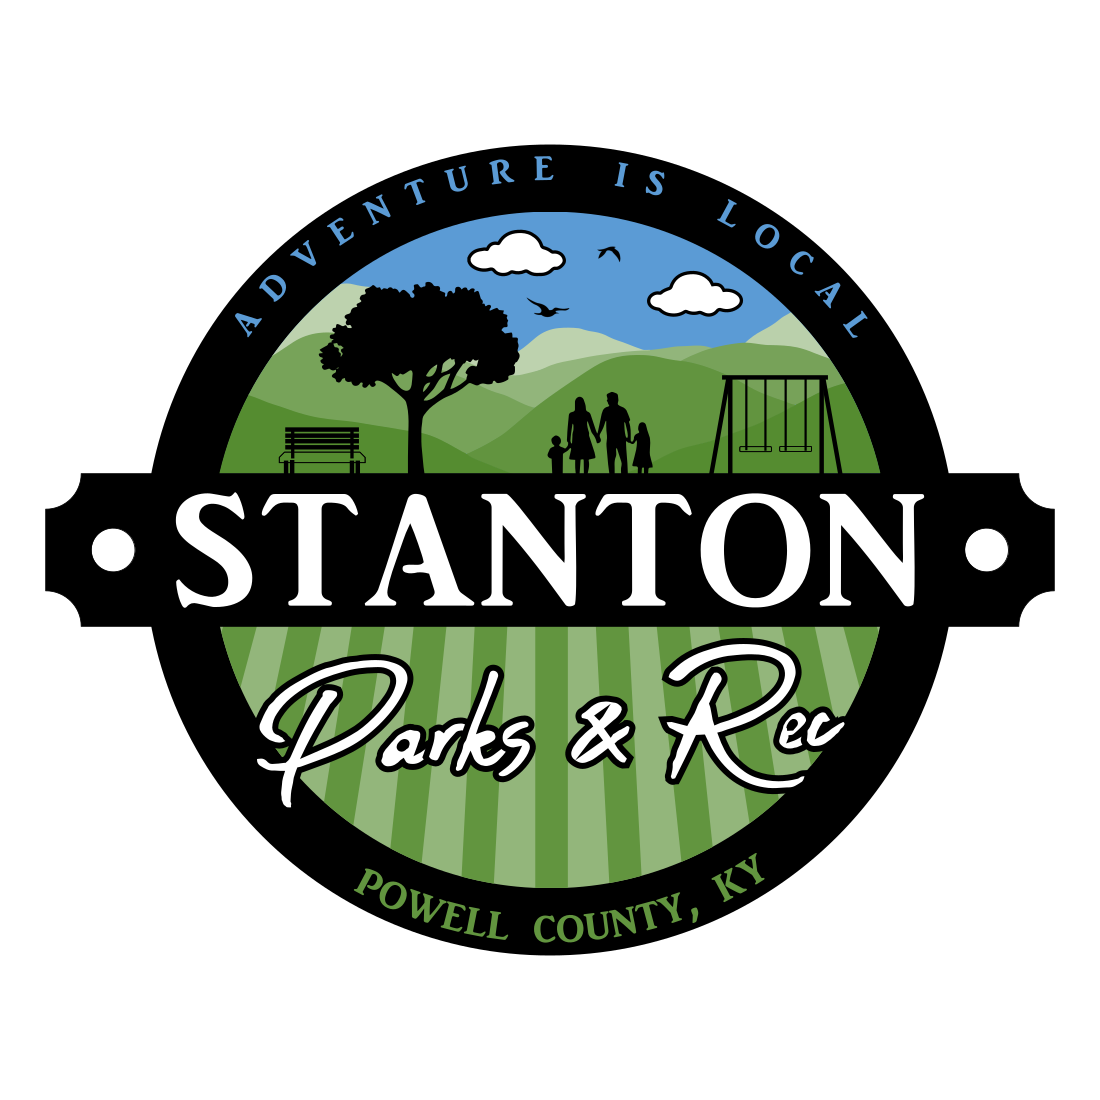 ADVENTURE IS LOCAL
STANTON
Parks & Rec
POWELL COUNTY, KY